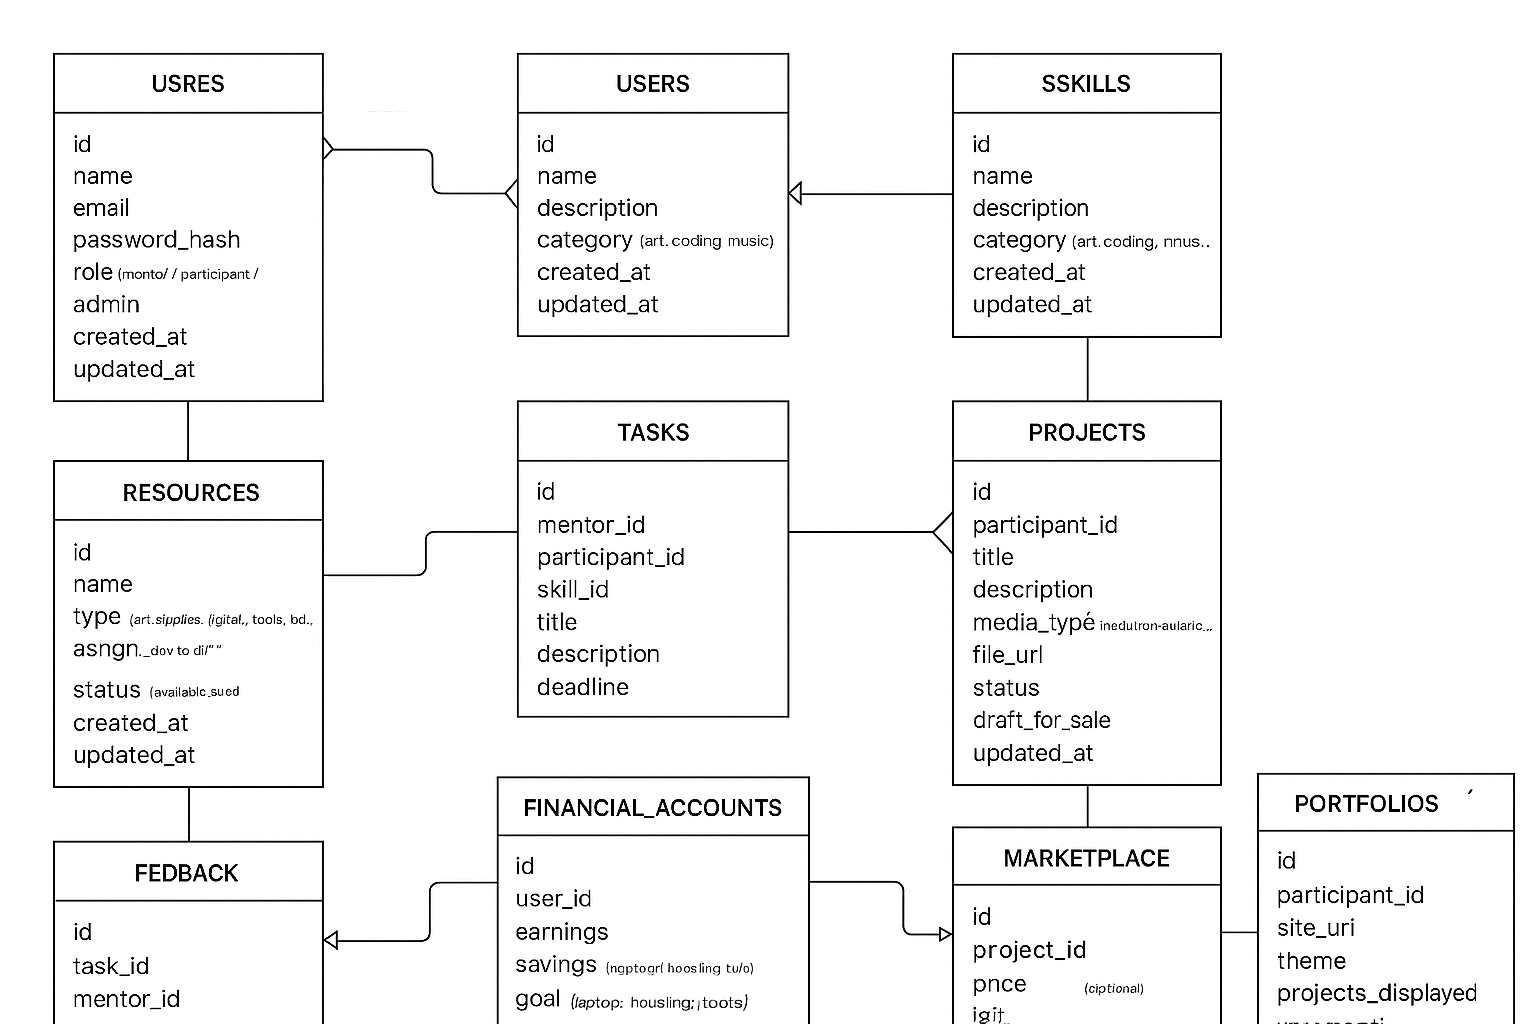 USRES
id
name
email
password_hash
role (monto/ / participant /
admin
created_at
updated_at
USERS
id
name
description
category (art. coding music)
created_at
updated_at
SSKILLS
id
name
description
category (art. coding, nnus..
created_at
updated_at
RESOURCES
id
name
type (art. sipplies. (igital., tools, bd.,
asngn._dov to di/"“
status (available sued
created_at
updated_at
TASKS
id
mentor_id
participant_id
skill_id
title
description
deadline
PROJECTS
id
participant_id
title
description
media_typé inedutron-aularic...
file_url
status
draft_for_sale
updated_at
FEDBACK
id
task_id
mentor_id
FINANCIAL_ACCOUNTS
id
user_id
earnings
savings (ngptogr( hoosling tu/o)
goal (laptop: housling; toots)
MARKETPLACE
id
project_id
pnce (ciptional)
PORTFOLIOS
id
participant_id
site_uri
theme
projects_displayed